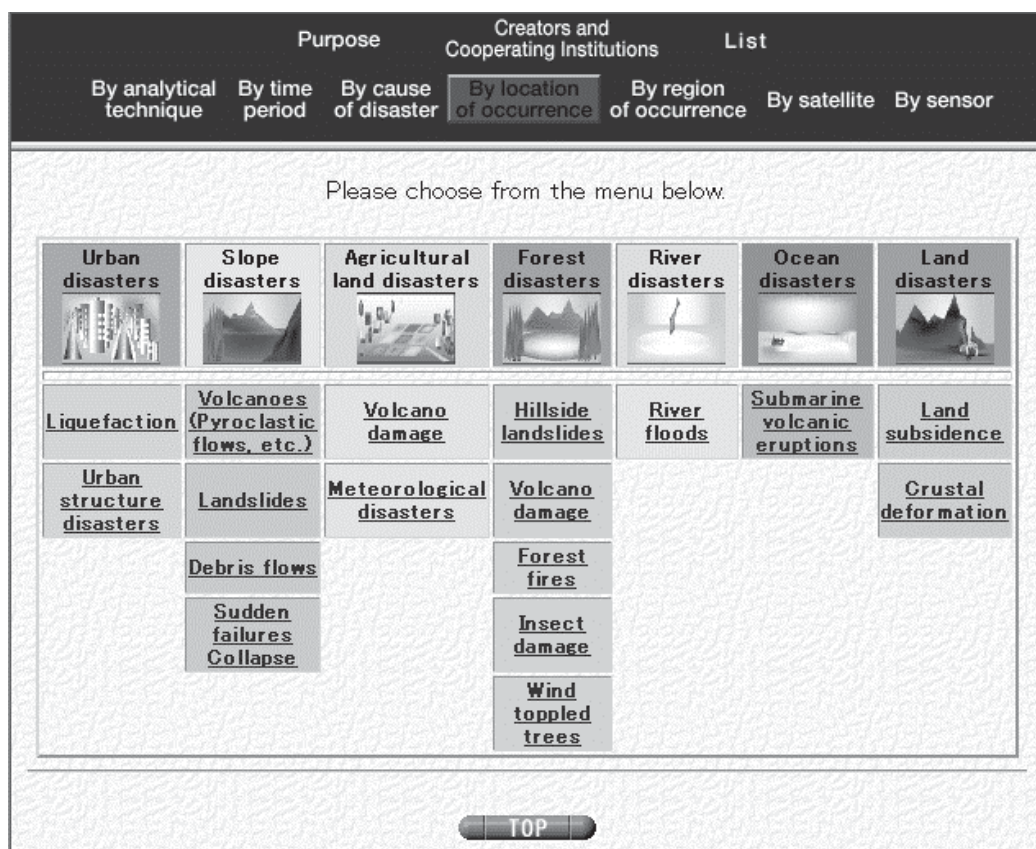 Purpose
Creators and
Cooperating Institutions
List
By analytical
technique
By time
period
By cause
of disaster
By location
of occurrence
By region
of occurrence
By satellite
By sensor
Please choose from the menu below.
Urban
disasters
Slope
disasters
Agricultural
land disasters
Forest
disasters
River
disasters
Ocean
disasters
Land
disasters
Liquefaction
Volcanoes
(Pyroclastic
flows, etc.)
Volcano
damage
Hillside
landslides
River
floods
Submarine
volcanic
eruptions
Land
subsidence
Urban
structure
disasters
Landslides
Meteorological
disasters
Volcano
damage
Crustal
deformation
Debris flows
Forest
fires
Sudden
failures
Collapse
Insect
damage
Wind
toppled
trees
TOP